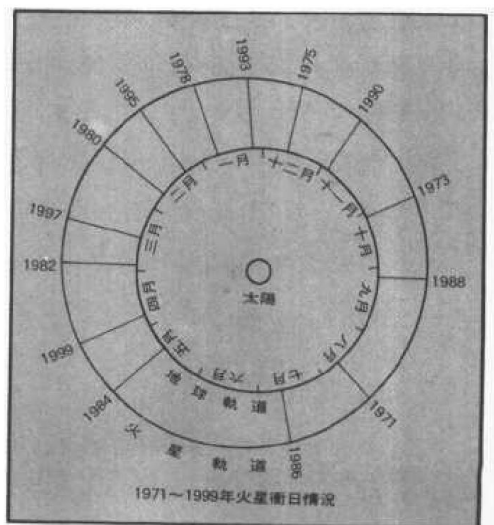 1993
1975
1990
1973
1988
1971
1986
1984
1999
1982
1997
1980
1995
1978
一月
十二月
十一月
十月
九月
八月
七月
六月
五月
四月
三月
二月
太陽
地球軌道
火星軌道
1971～1999年火星衝日情況